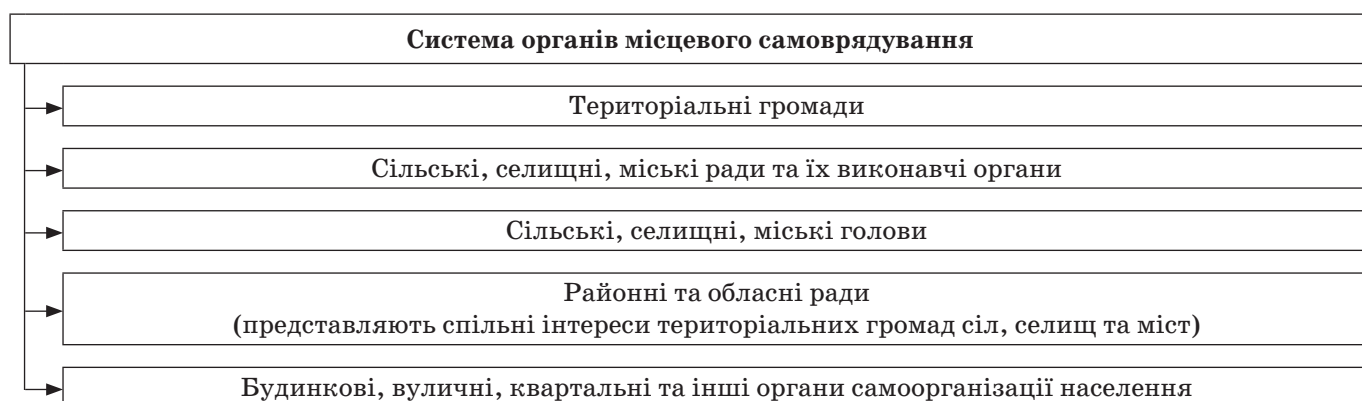 Система органів місцевого самоврядування
Територіальні громади
Сільські, селищні, міські ради та їх виконавчі органи
Сільські, селищні, міські голови
Районні та обласні ради
(представляють спільні інтереси територіальних громад сіл, селищ та міст)
Будинкові, вуличні, квартальні та інші органи самоорганізації населення